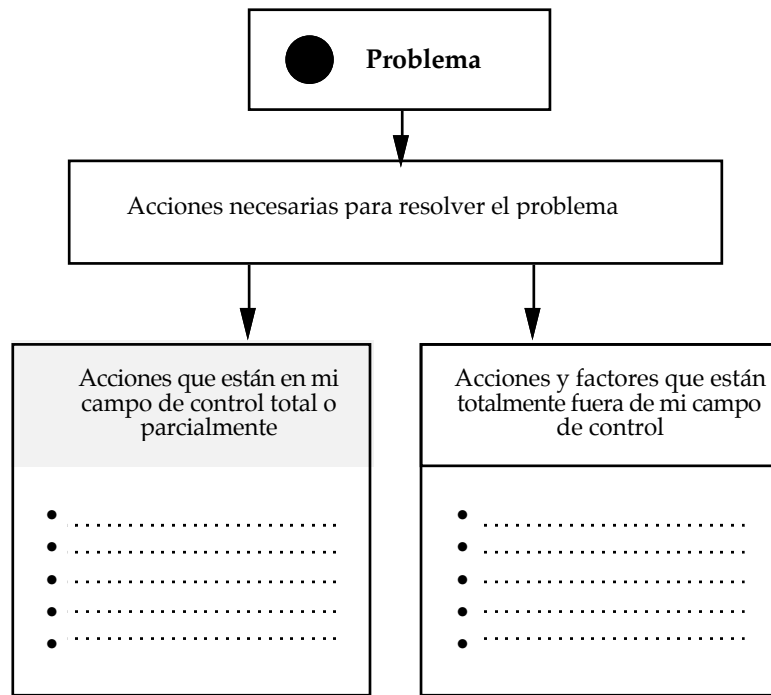 Problema
Acciones necesarias para resolver el problema
Acciones que están en mi
campo de control total o
parcialmente
Acciones y factores que están
totalmente fuera de mi campo
de control